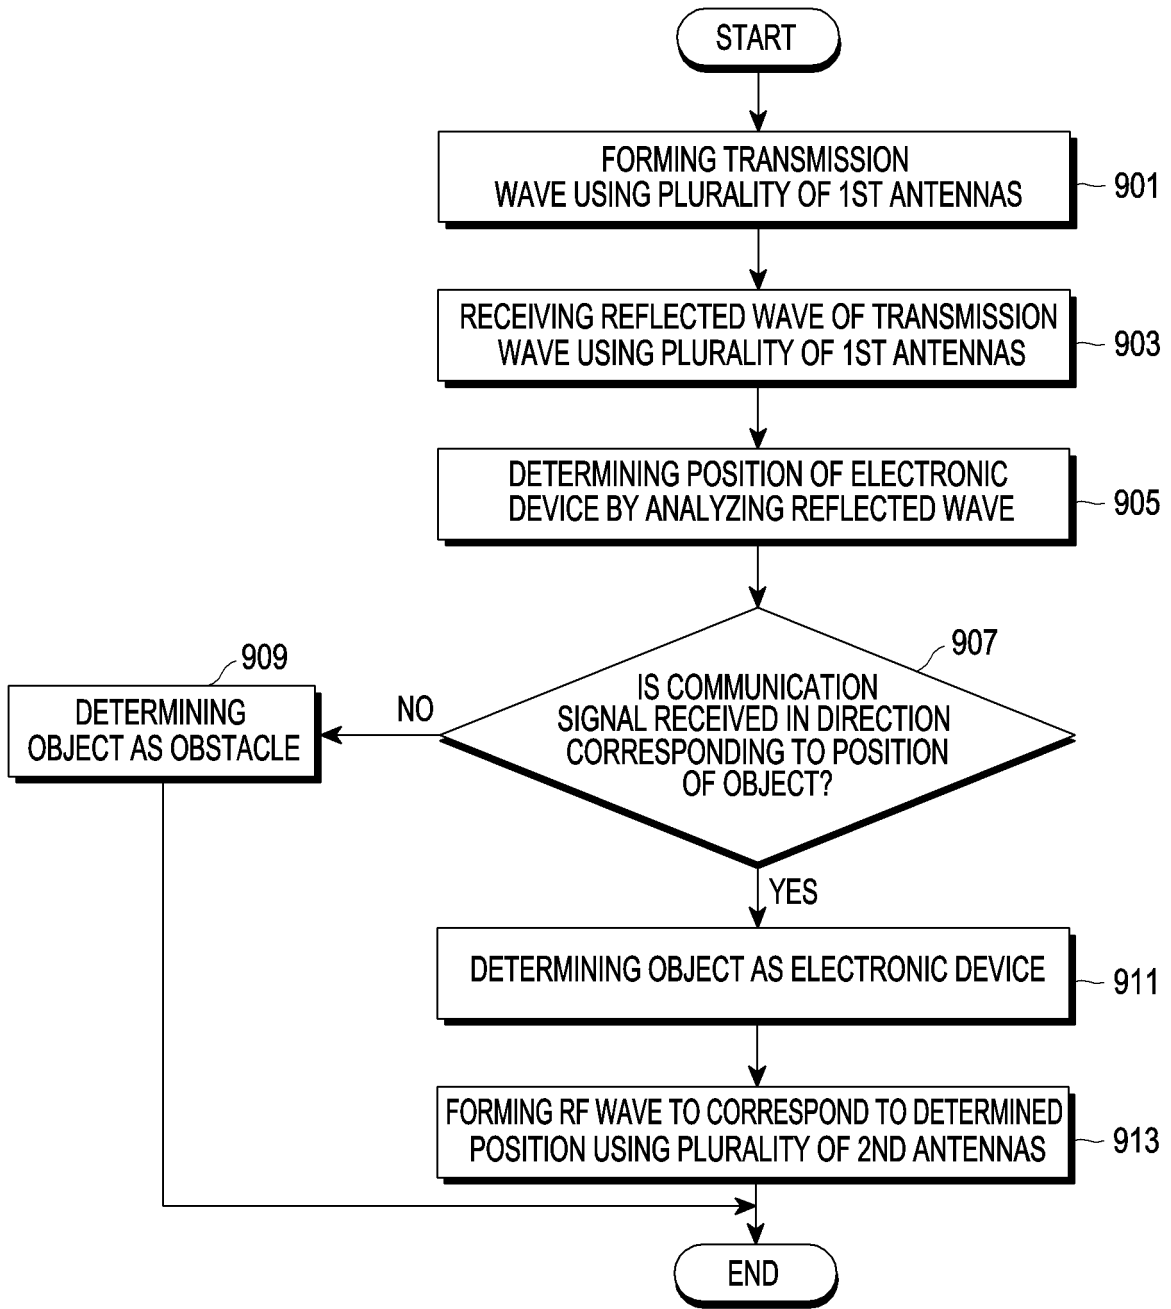 START
FORMING TRANSMISSION
WAVE USING PLURALITY OF 1ST ANTENNAS
901
RECEIVING REFLECTED WAVE OF TRANSMISSION
WAVE USING PLURALITY OF 1ST ANTENNAS
903
DETERMINING POSITION OF ELECTRONIC
DEVICE BY ANALYZING REFLECTED WAVE
905
907
IS COMMUNICATION
SIGNAL RECEIVED IN DIRECTION
CORRESPONDING TO POSITION
OF OBJECT?
NO
909
DETERMINING
OBJECT AS OBSTACLE
YES
DETERMINING OBJECT AS ELECTRONIC DEVICE
911
FORMING RF WAVE TO CORRESPOND TO DETERMINED
POSITION USING PLURALITY OF 2ND ANTENNAS
913
END